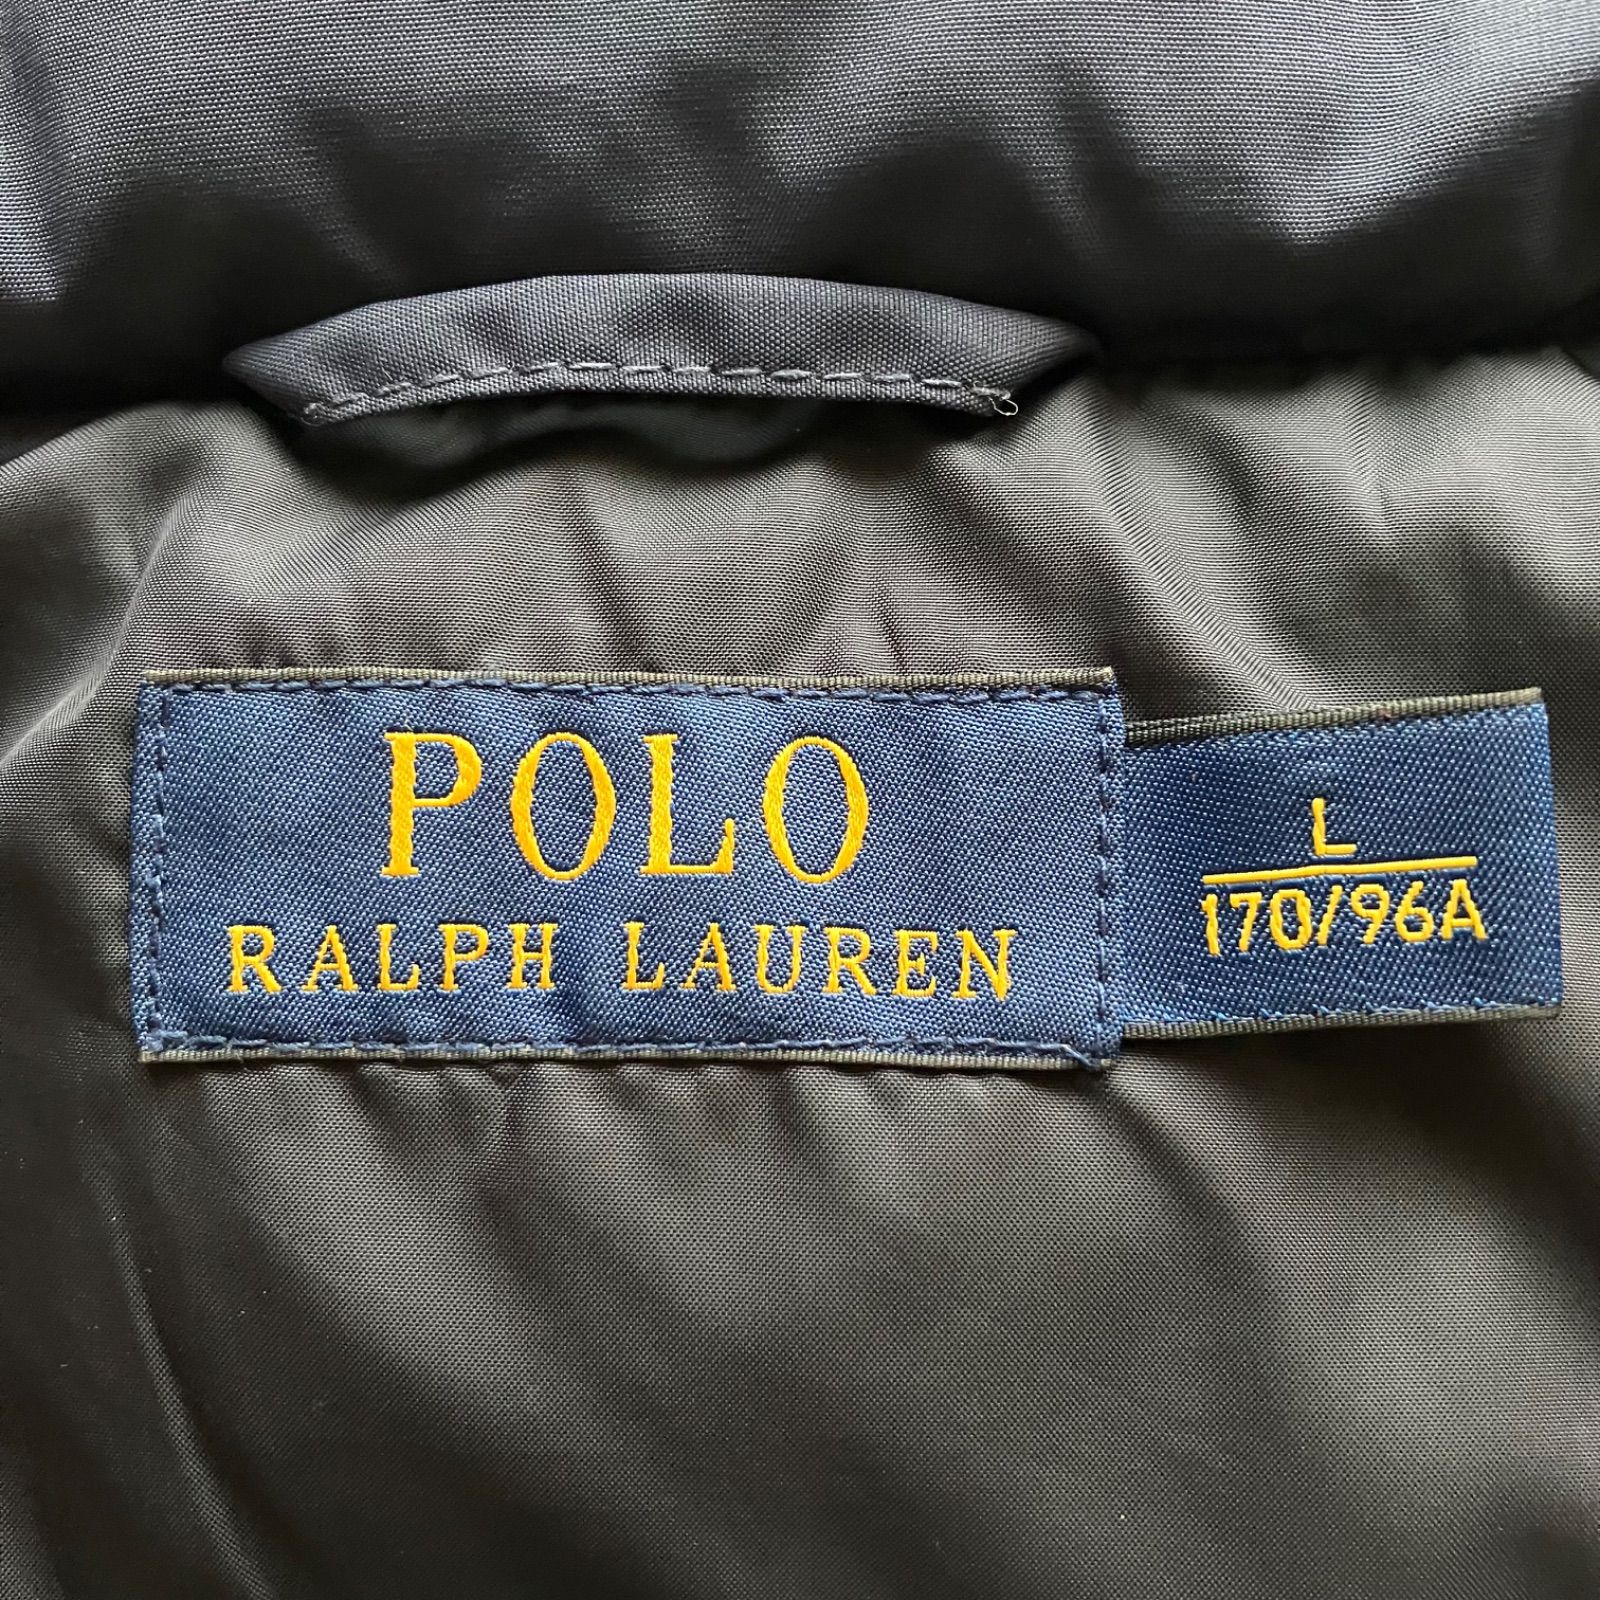 POLO
RALPH LAUREN
L
170/96A